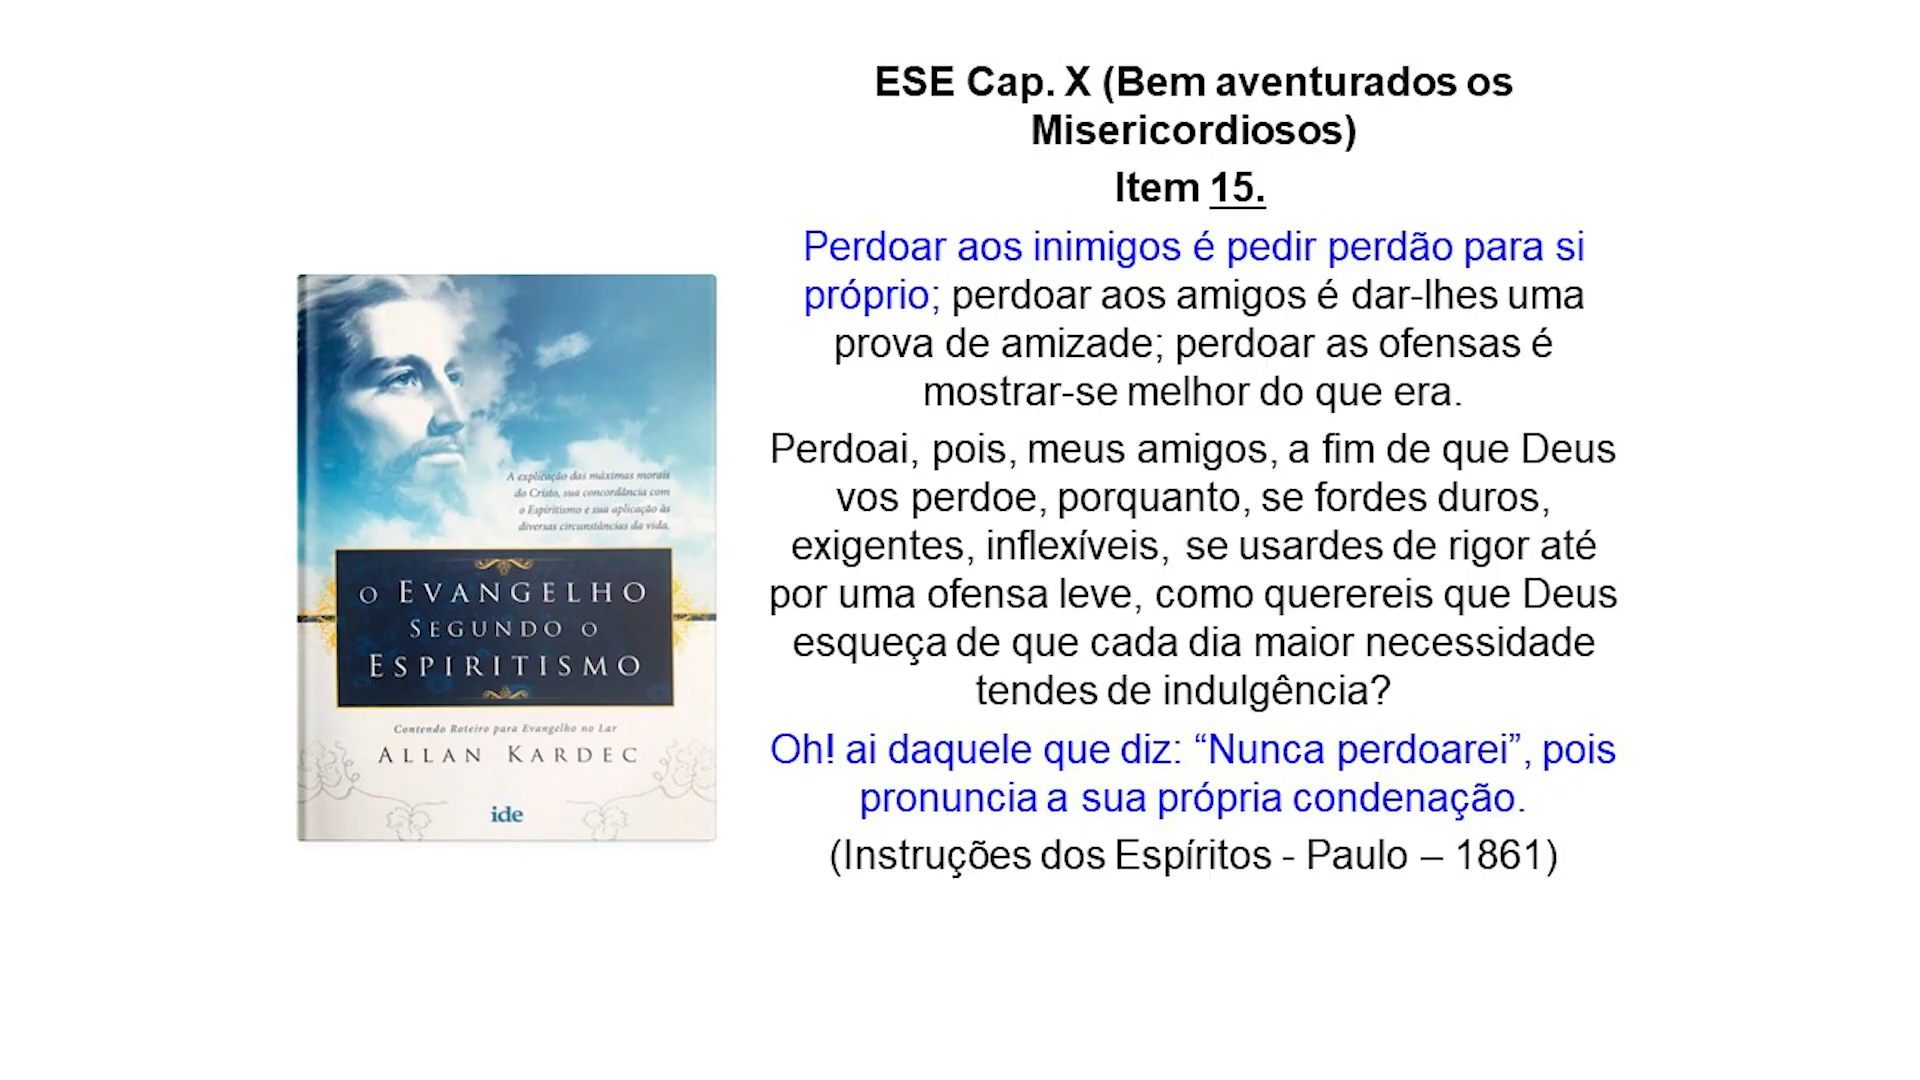 ESE Cap. X (Bem aventurados os
Misericordiosos)
Item 15.
Perdoar aos inimigos é pedir perdão para si
próprio; perdoar aos amigos é dar-lhes uma
prova de amizade; perdoar as ofensas é
mostrar-se melhor do que era.
Perdoai, pois, meus amigos, a fim de que Deus
vos perdoe, porquanto, se fordes duros,
exigentes, inflexíveis, se usardes de rigor até
por uma ofensa leve, como querereis que Deus
esqueça de que cada dia maior necessidade
tendes de indulgência?
Oh! ai daquele que diz: “Nunca perdoarei”, pois
pronuncia a sua própria condenação.
(Instruções dos Espíritos - Paulo – 1861)
A explicação das máximas morais
do Cristo, sua concordância com
o Espiritismo e sua aplicação às
diversas circunstâncias da vida.
O EVANGELHO
SEGUNDO O
ESPIRITISMO
Contendo Roteiro para Evangelho no Lar
ALLAN KARDEC
ide